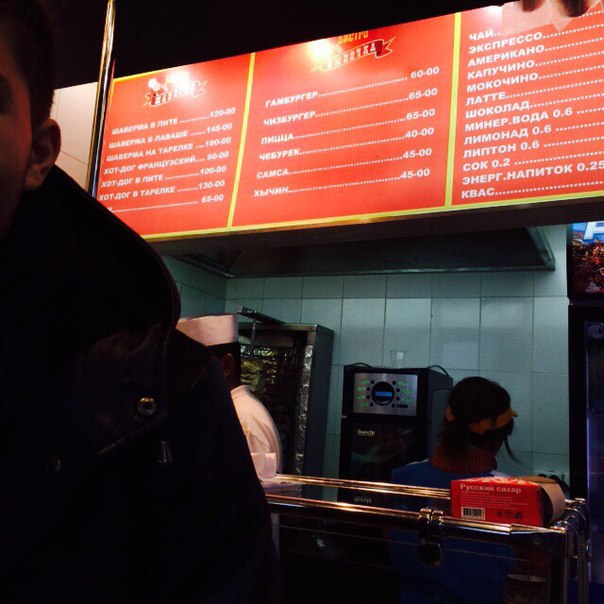 ШАВЕРМА В ПИТЕ ............120-00
ШАВЕРМА В ЛАВАШЕ ...... 145-00
ШАВЕРМА НА ТАРЕЛКЕ ....190-00
ХОТ-ДОГ ФРАНЦУЗСКИЙ.... 90-00
ХОТ-ДОГ В ПИТЕ ............100-00
ХОТ-ДОГ В ТАРЕЛКЕ ....... 130-00
65-00
БИСТРО
ГАМБУРГЕР.............................. 60-00
ЧИЗБУРГЕР..............................65-00
ПИЦЦА....................................65-00
ЧЕБУРЕК..................................40-00
САМСА.....................................45-00
ХЫЧИН.....................................45-00
ЧАЙ
ЭКСПРЕССО
АМЕРИКАНО
КАПУЧИНО
МОКОЧИНО
ЛАТТЕ
ШОКОЛАД
МИНЕР.ВОДА 0.6
ЛИМОНАД 0.6
ЛИПТОН 0.6
СОК 0.2
ЭНЕРГ.НАПИТОК 0.25
КВАС
Bianchi
Русский сахар